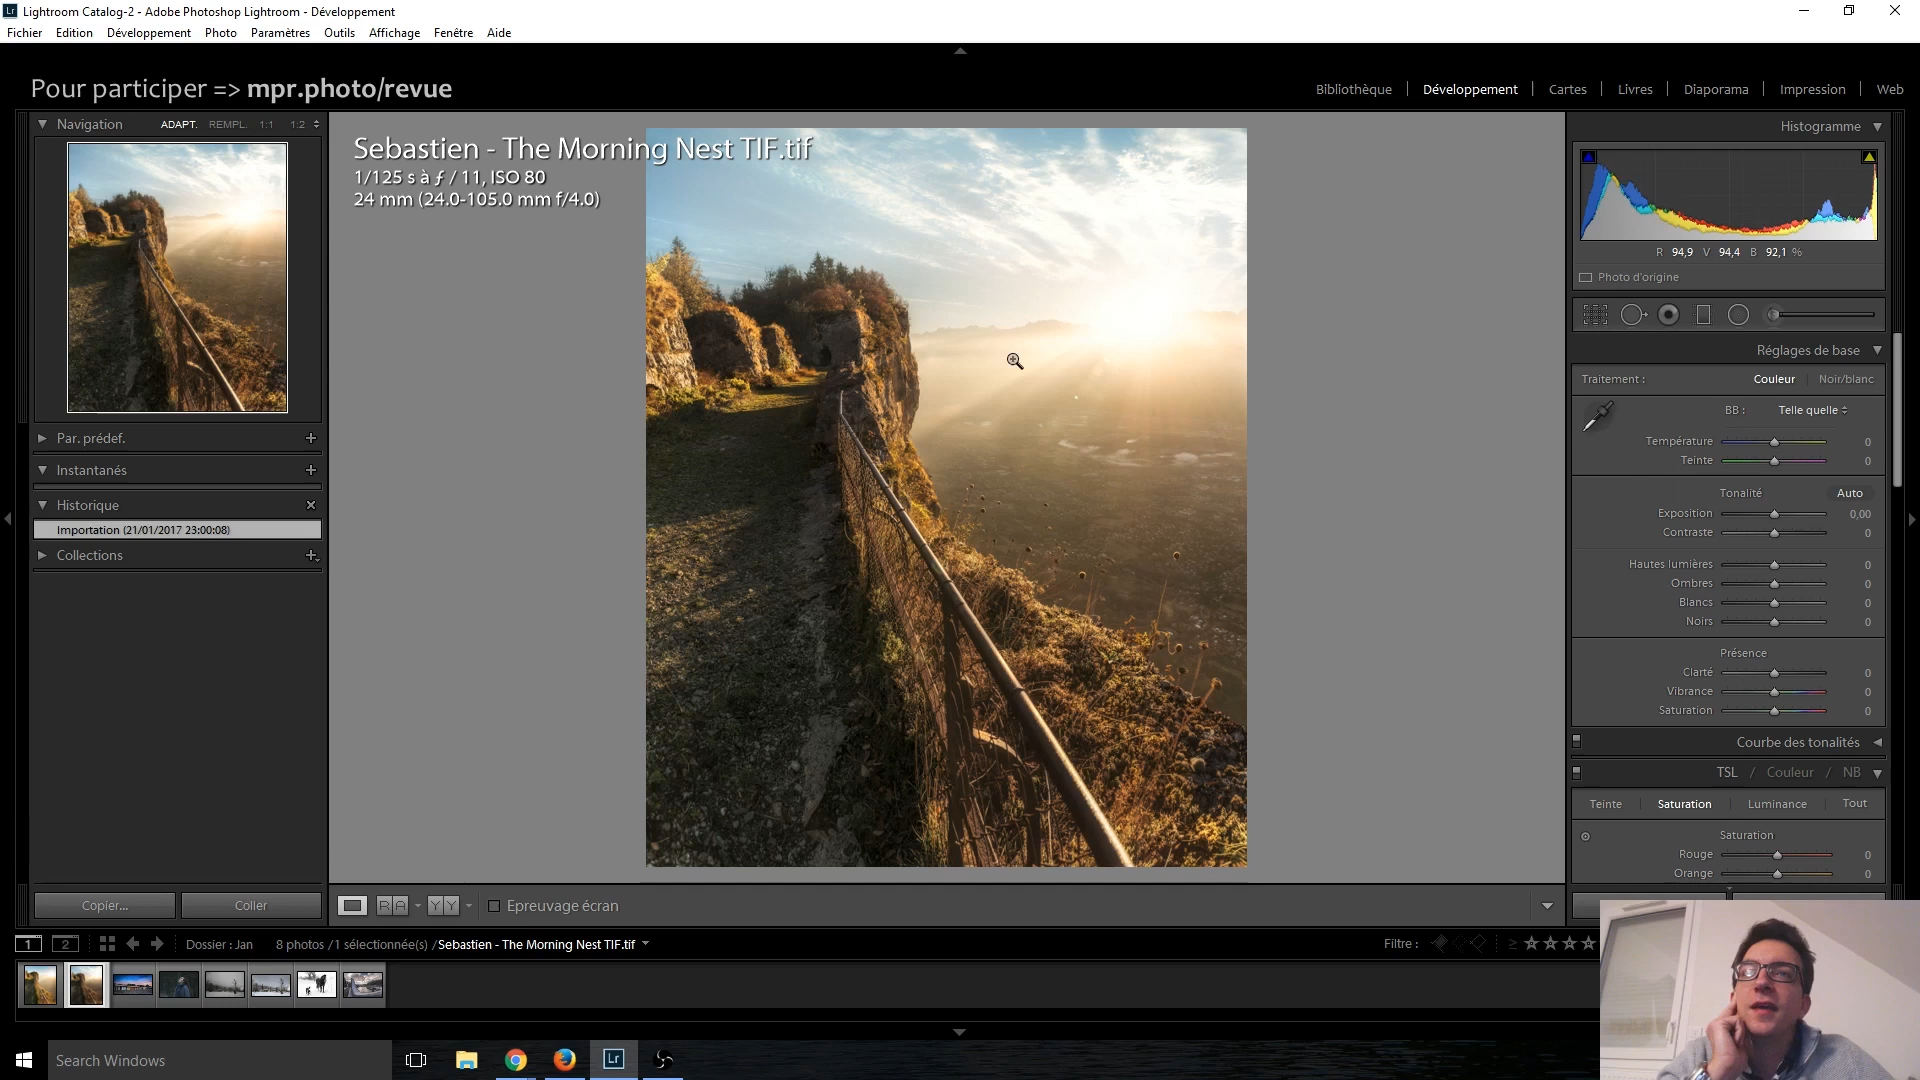 Lr Lightroom Catalog-2 - Adobe Photoshop Lightroom - Développement
Fichier Edition Développement Photo Paramètres Outils Affichage Fenêtre Aide
Pour participer => mpr.photo/revue
Bibliothèque | Développement | Cartes | Livres | Diaporama | Impression | Web
Navigation ADAPT. REMPL. 1:1 1:2
Par. prédéf. +
Instantanés +
Historique ×
Importation (21/01/2017 23:00:08)
Collections +
Copier... Coller
Sebastien - The Morning Nest TIF.tif
1/125 s à ƒ / 11, ISO 80
24 mm (24.0-105.0 mm f/4.0)
Histogramme
R 94,9 V 94,4 B 92,1 %
Photo d'origine
Réglages de base
Traitement : Couleur | Noir/blanc
BB : Telle quelle
Température 0
Teinte 0
Tonalité Auto
Exposition 0,00
Contraste 0
Hautes lumières 0
Ombres 0
Blancs 0
Noirs 0
Présence
Clarté 0
Vibrance 0
Saturation 0
Courbe des tonalités
TSL / Couleur / NB
Teinte | Saturation | Luminance | Tout
Saturation
Rouge 0
Orange 0
R A Y Y Epreuvage écran
1 2 Dossier : Jan 8 photos /1 sélectionnée(s) /Sebastien - The Morning Nest TIF.tif Filtre : ≥
Search Windows
Lr